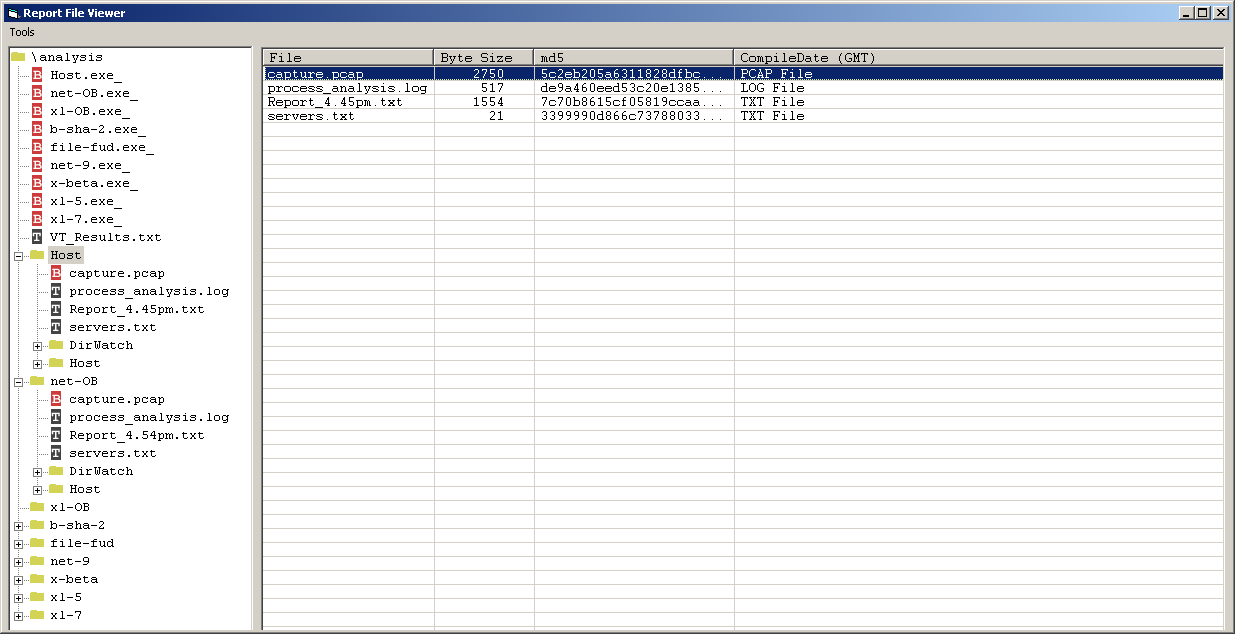 Report File Viewer
Tools
\analysis
B Host.exe_
B net-OB.exe_
B xl-OB.exe_
B b-sha-2.exe_
B file-fud.exe_
B net-9.exe_
B x-beta.exe_
B xl-5.exe_
B xl-7.exe_
T VT_Results.txt
Host
B capture.pcap
T process_analysis.log
T Report_4.45pm.txt
T servers.txt
DirWatch
Host
net-OB
B capture.pcap
T process_analysis.log
T Report_4.54pm.txt
T servers.txt
DirWatch
Host
xl-OB
b-sha-2
file-fud
net-9
x-beta
xl-5
xl-7
File Byte Size md5 CompileDate (GMT)
capture.pcap 2750 5c2eb205a6311828dfbc... PCAP File
process_analysis.log 517 de9a460eed53c20e1385... LOG File
Report_4.45pm.txt 1554 7c70b8615cf05819ccaa... TXT File
servers.txt 21 3399990d866c73788033... TXT File